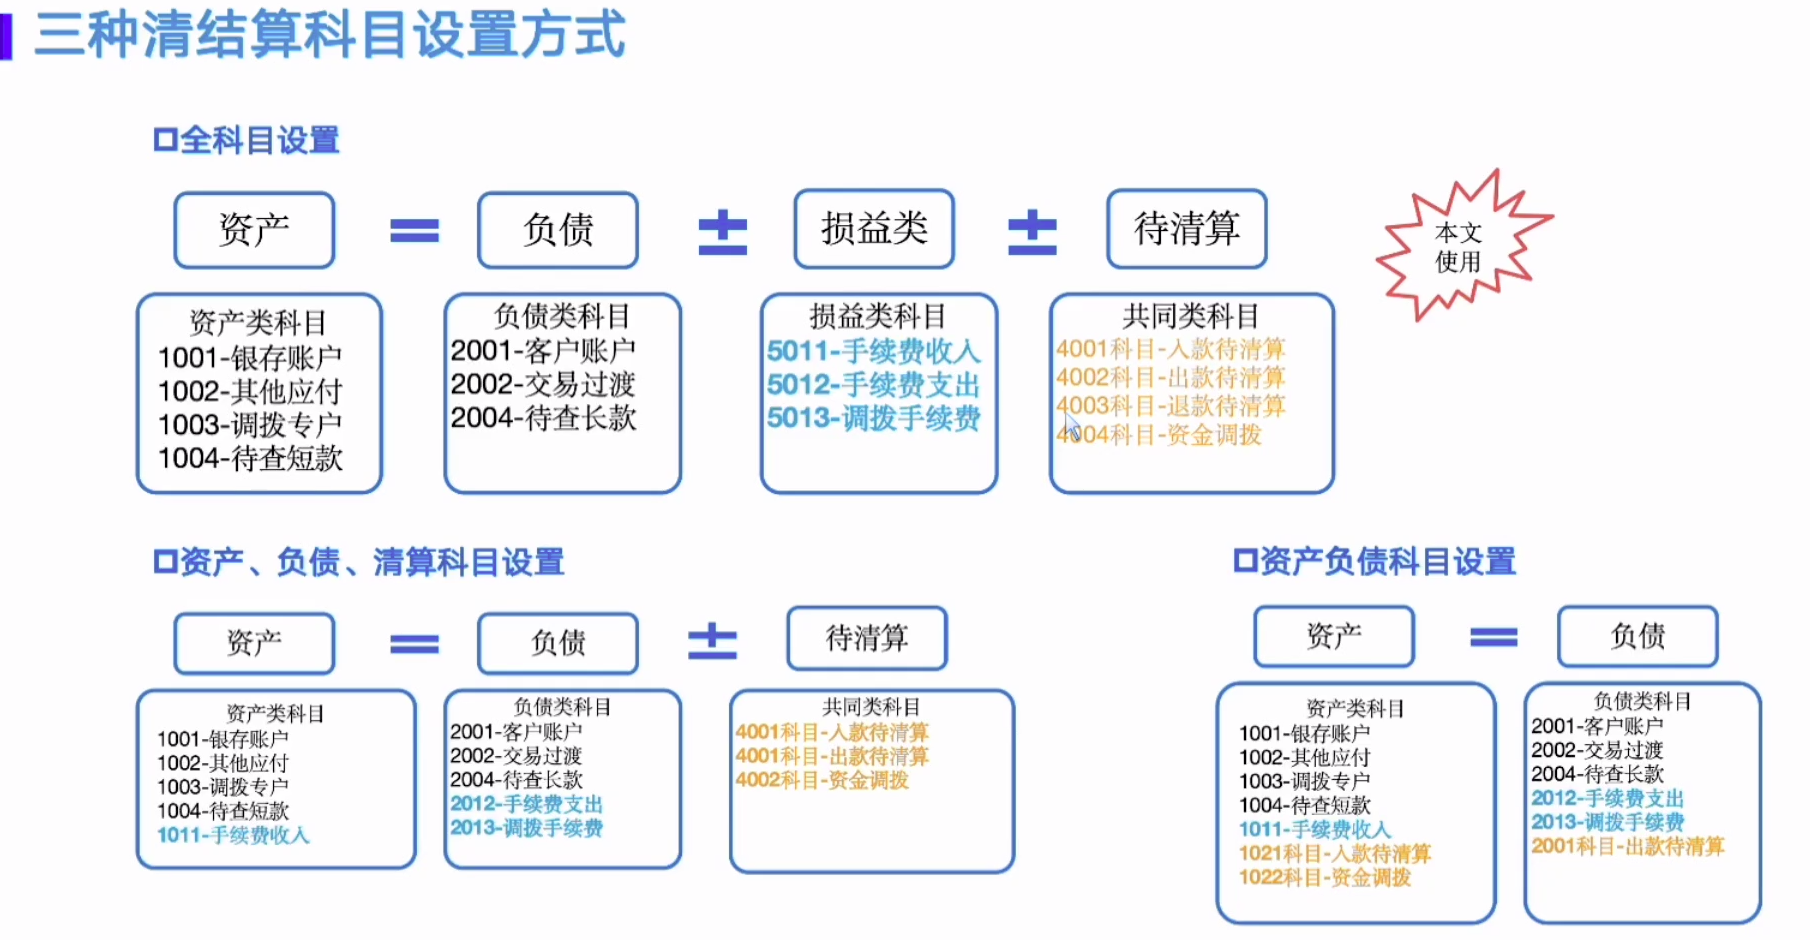 三种清结算科目设置方式
全科目设置
资产 = 负债 ± 损益类 ± 待清算
本文
使用
资产类科目
1001-银存账户
1002-其他应付
1003-调拨专户
1004-待查短款
负债类科目
2001-客户账户
2002-交易过渡
2004-待查长款
损益类科目
5011-手续费收入
5012-手续费支出
5013-调拨手续费
共同类科目
4001科目-入款待清算
4002科目-出款待清算
4003科目-退款待清算
4004科目-资金调拨
资产、负债、清算科目设置
资产 = 负债 ± 待清算
资产类科目
1001-银存账户
1002-其他应付
1003-调拨专户
1004-待查短款
1011-手续费收入
负债类科目
2001-客户账户
2002-交易过渡
2004-待查长款
2012-手续费支出
2013-调拨手续费
共同类科目
4001科目-入款待清算
4001科目-出款待清算
4002科目-资金调拨
资产负债科目设置
资产 = 负债
资产类科目
1001-银存账户
1002-其他应付
1003-调拨专户
1004-待查短款
1011-手续费收入
1021科目-入款待清算
1022科目-资金调拨
负债类科目
2001-客户账户
2002-交易过渡
2004-待查长款
2012-手续费支出
2013-调拨手续费
2001科目-出款待清算